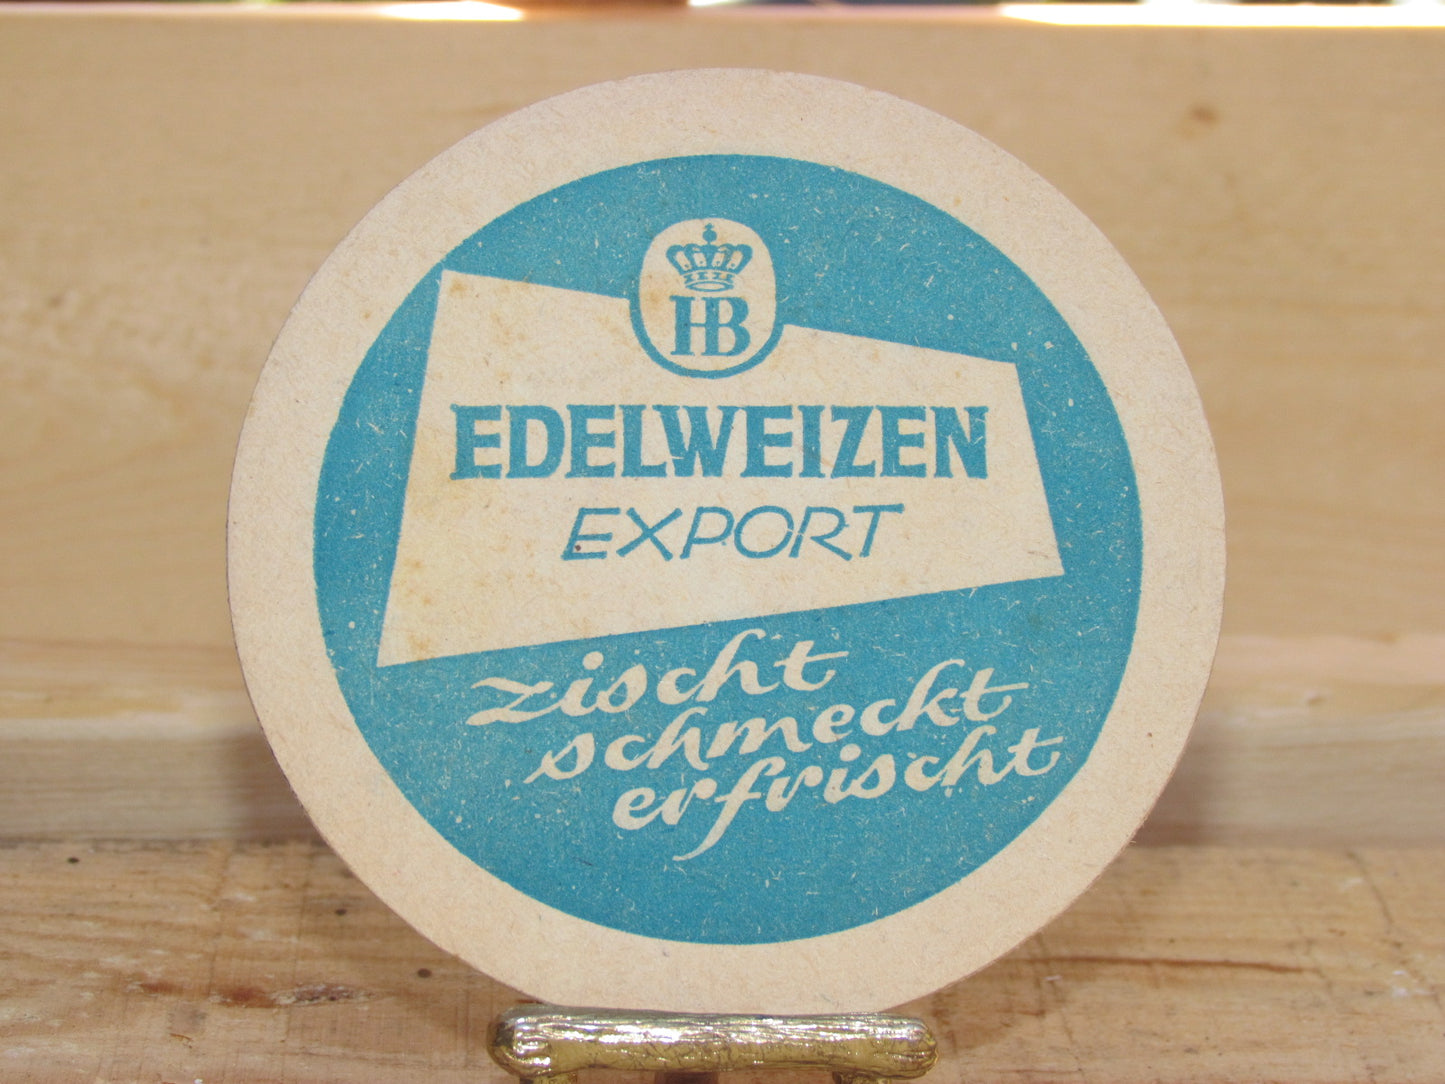 HB
EDELWEIZEN
EXPORT
zischt
schmeckt
erfrischt